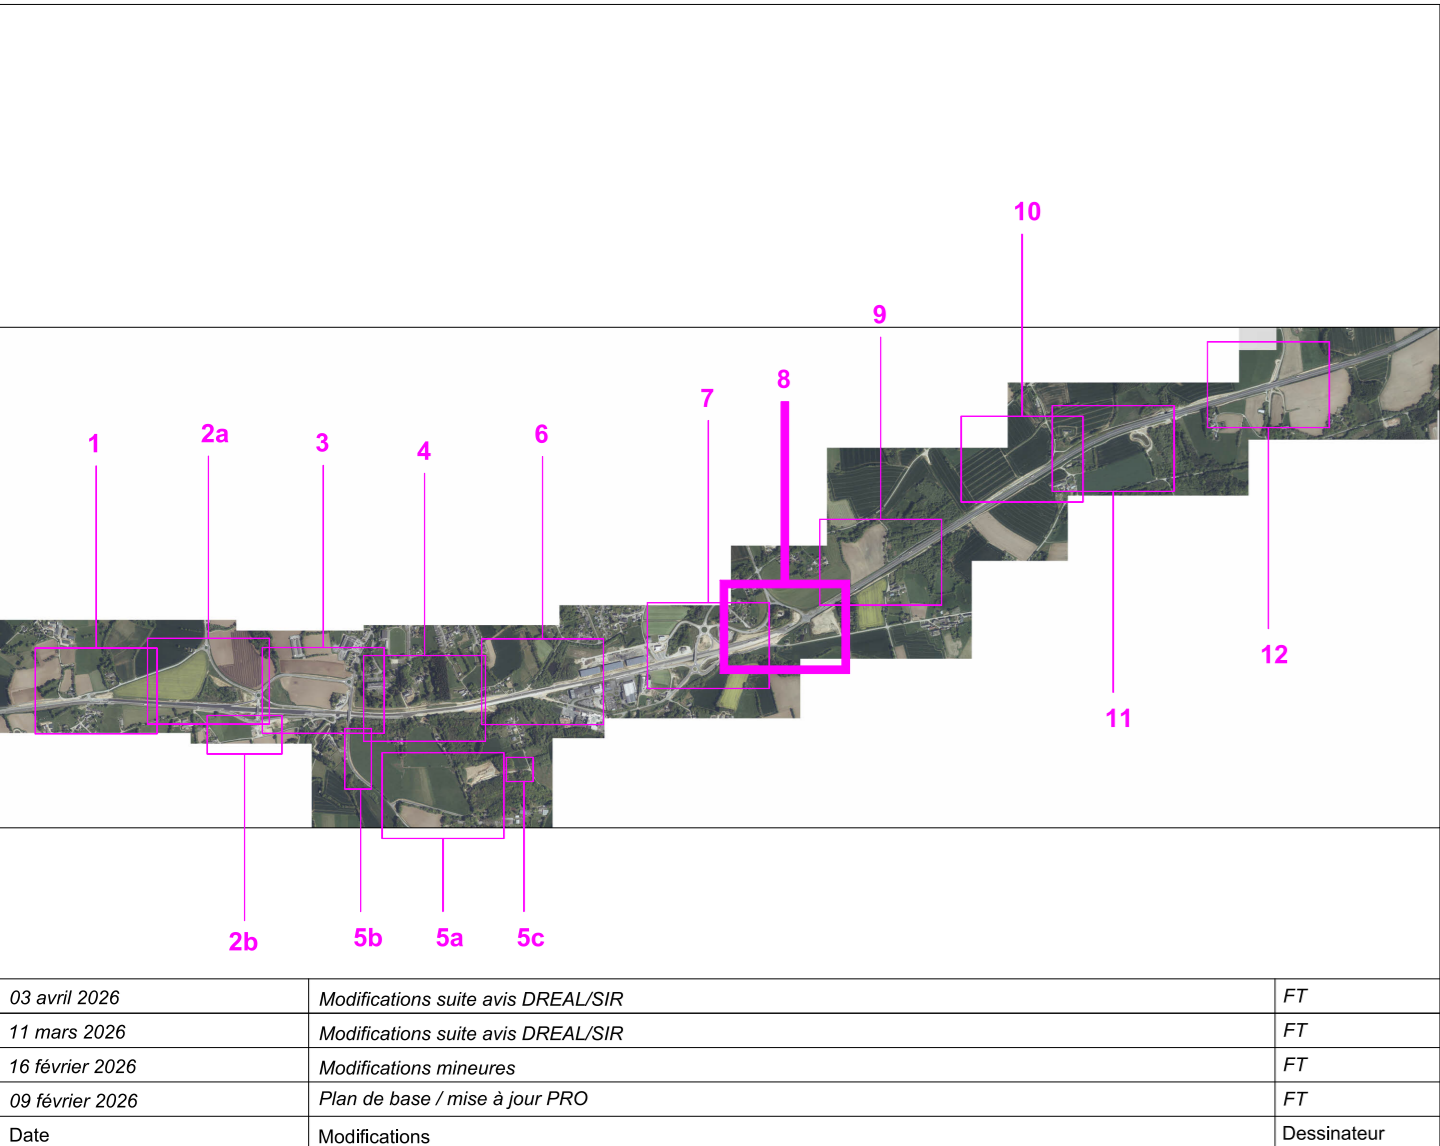 10
9
8
7
6
2a
3
1
4
12
11
5b
5a
5c
2b
03 avril 2026 Modifications suite avis DREAL/SIR FT
11 mars 2026 Modifications suite avis DREAL/SIR FT
16 février 2026 Modifications mineures FT
09 février 2026 Plan de base / mise à jour PRO FT
Date Modifications Dessinateur